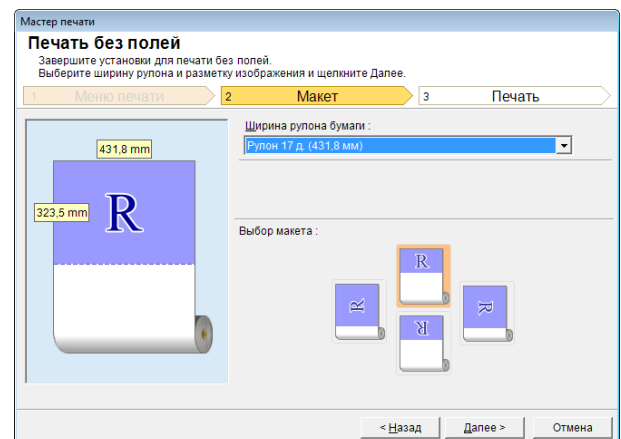 Мастер печати
Печать без полей
Завершите установки для печати без полей.
Выберите ширину рулона и разметку изображения и щелкните Далее.
1 Меню печати 2 Макет 3 Печать
Ширина рулона бумаги :
Рулон 17 д. (431,8 мм)
431,8 mm
323,5 mm
R
Выбор макета :
R
R
R
R
< Назад Далее > Отмена